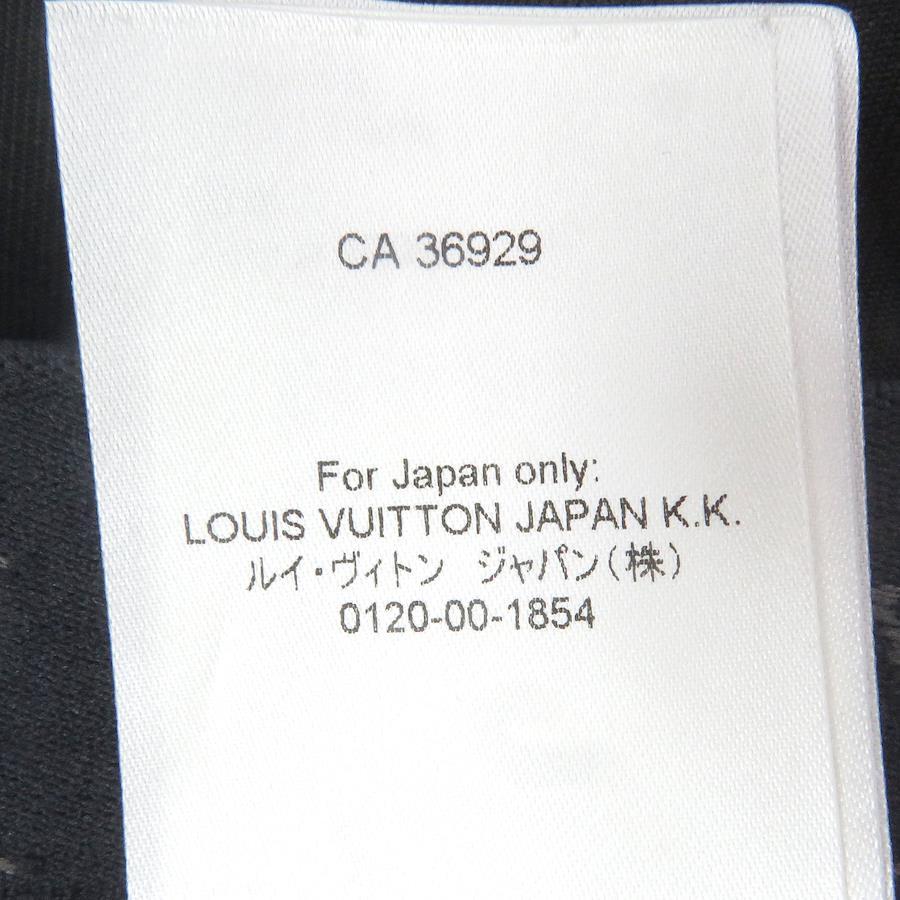 CA 36929
For Japan only:
LOUIS VUITTON JAPAN K.K.
ルイ・ヴィトン　ジャパン(株)
0120-00-1854